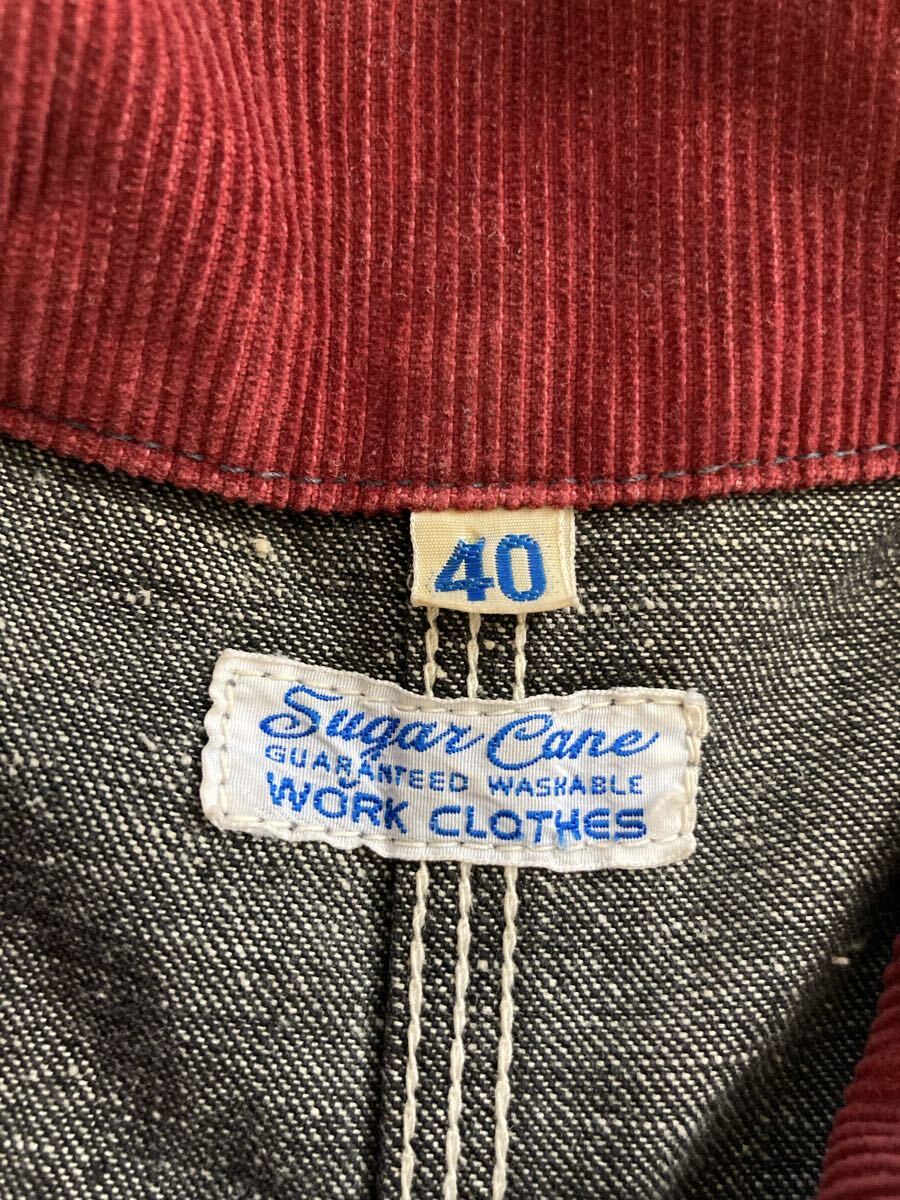 40
Sugar Cane
GUARANTEED WASHABLE
WORK CLOTHES